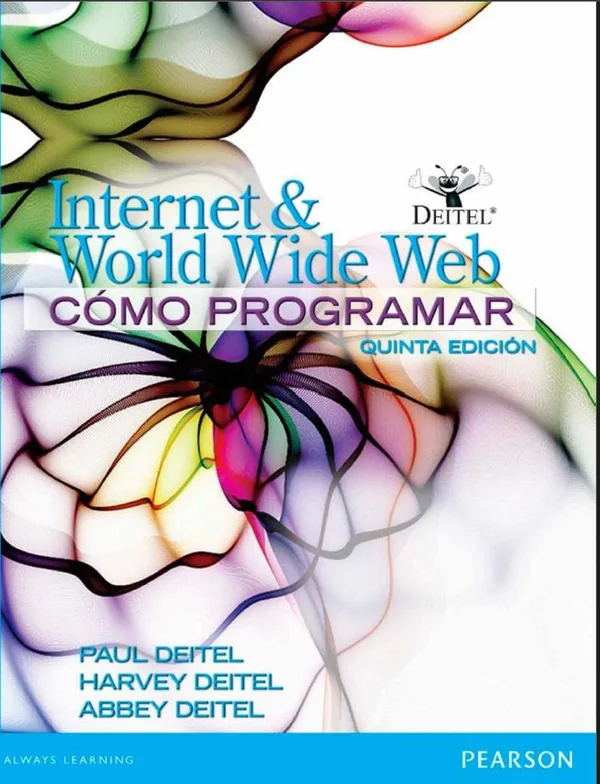 Internet &
World Wide Web
DEITEL®
CÓMO PROGRAMAR
QUINTA EDICIÓN
PAUL DEITEL
HARVEY DEITEL
ABBEY DEITEL
ALWAYS LEARNING
PEARSON